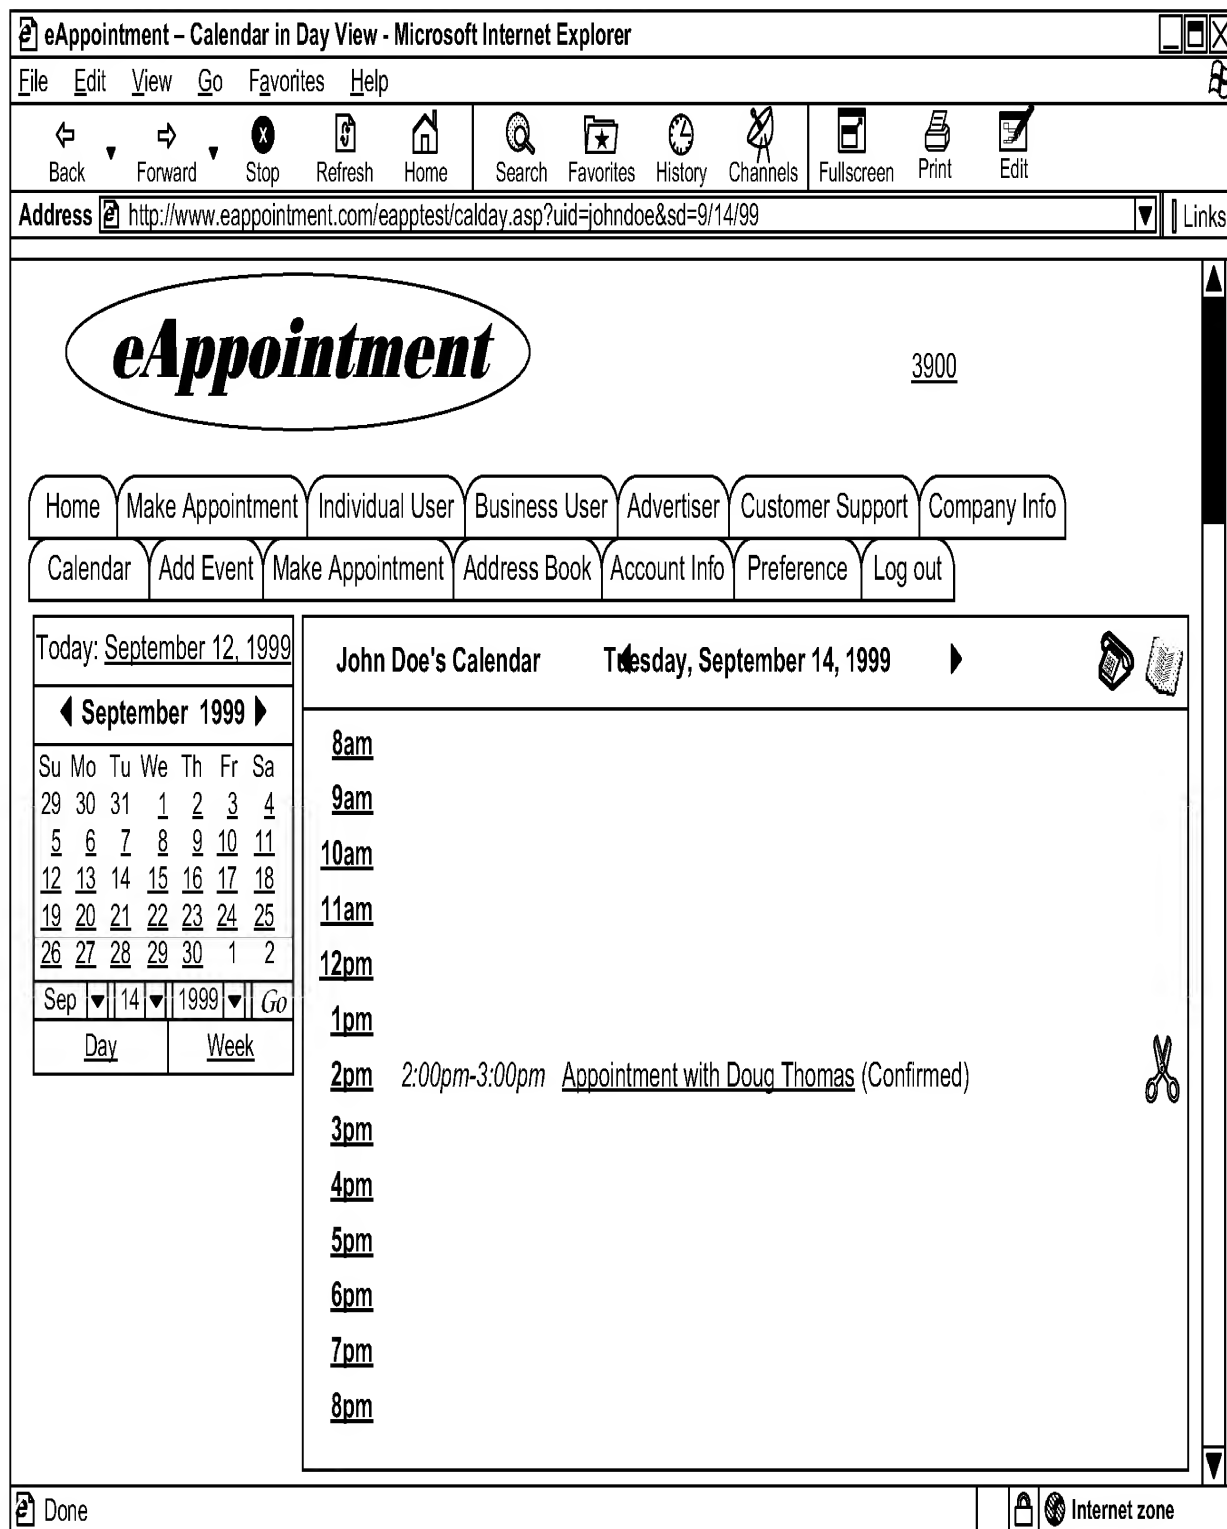 eAppointment – Calendar in Day View - Microsoft Internet Explorer
File Edit View Go Favorites Help
Back Forward Stop Refresh Home Search Favorites History Channels Fullscreen Print Edit
Address http://www.eappointment.com/eapptest/calday.asp?uid=johndoe&sd=9/14/99 Links
eAppointment
3900
Home Make Appointment Individual User Business User Advertiser Customer Support Company Info
Calendar Add Event Make Appointment Address Book Account Info Preference Log out
Today: September 12, 1999
September 1999
Su Mo Tu We Th Fr Sa
29 30 31 1 2 3 4
5 6 7 8 9 10 11
12 13 14 15 16 17 18
19 20 21 22 23 24 25
26 27 28 29 30 1 2
Sep 14 1999 Go
Day Week
John Doe's Calendar Tuesday, September 14, 1999
8am
9am
10am
11am
12pm
1pm
2pm 2:00pm-3:00pm Appointment with Doug Thomas (Confirmed)
3pm
4pm
5pm
6pm
7pm
8pm
Done Internet zone